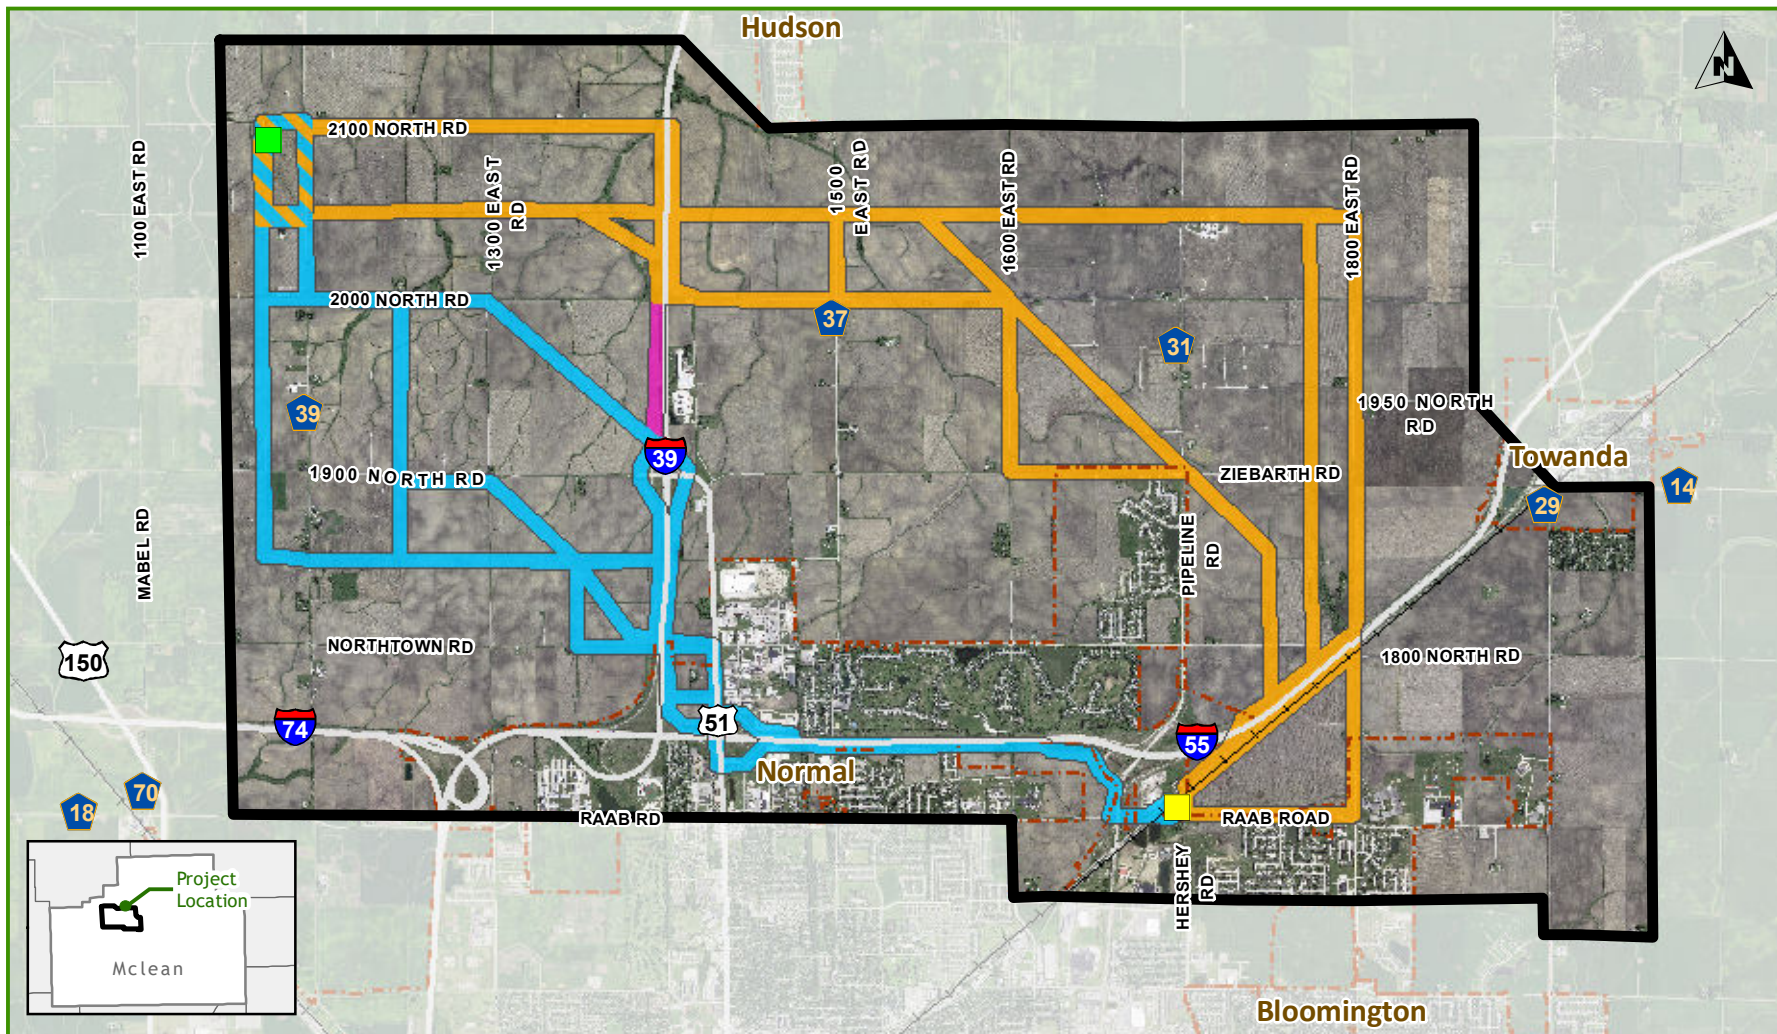 Hudson
N
2100 NORTH RD
1100 EAST RD
1300 EAST
RD
1500
EAST RD
1600 EAST RD
1800 EAST RD
2000 NORTH RD
37
31
39
1950 NORTH
RD
39
Towanda
1900 NORTH RD
ZIEBARTH RD
14
29
MABEL RD
PIPELINE
RD
NORTHTOWN RD
1800 NORTH RD
150
74
51
55
Normal
70
18
RAAB RD
RAAB ROAD
HERSHEY
RD
Project
Location
Mclean
Bloomington